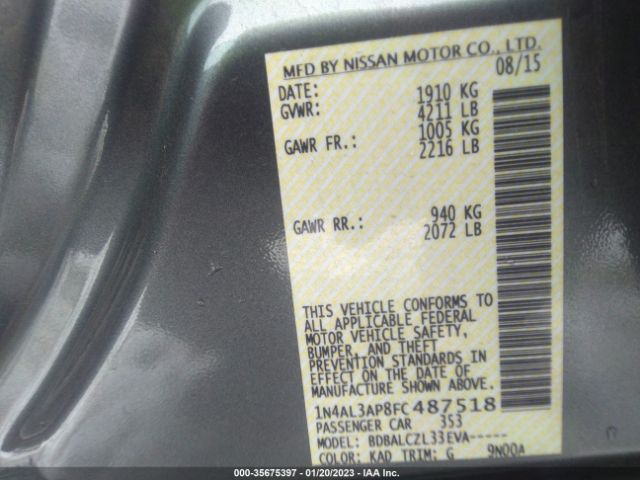 MFD BY NISSAN MOTOR CO., LTD.
08/15
DATE: 1910 KG
GVWR: 4211 LB
1005 KG
GAWR FR.: 2216 LB
940 KG
GAWR RR.: 2072 LB
THIS VEHICLE CONFORMS TO
ALL APPLICABLE FEDERAL
MOTOR VEHICLE SAFETY,
BUMPER, AND THEFT
PREVENTION STANDARDS IN
EFFECT ON THE DATE OF
MANUFACTURE SHOWN ABOVE.
1N4AL3AP8FC487518
PASSENGER CAR 353
MODEL: BDBALCZL33EVA-----
COLOR: KAD TRIM: G 9N00A
000-35675397 - 01/20/2023 - IAA Inc.